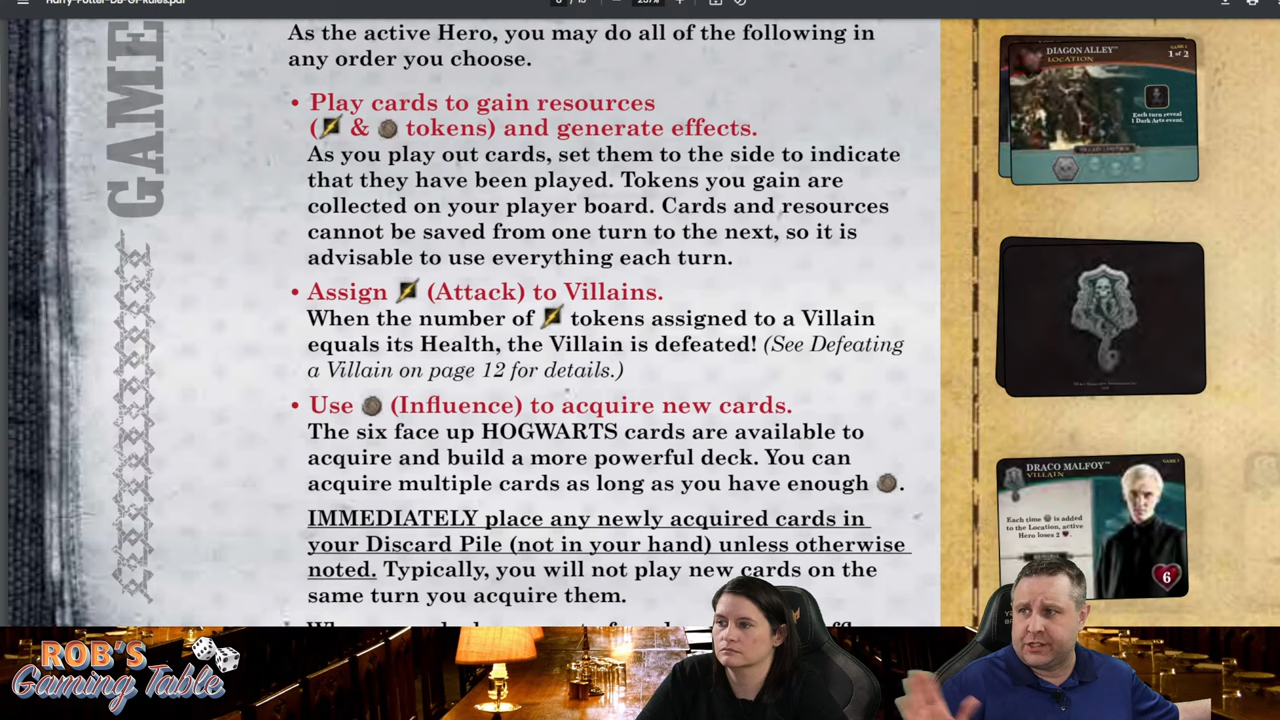 Harry-Potter-DB-GF-Rules.pdf
GAME
As the active Hero, you may do all of the following in
any order you choose.
• Play cards to gain resources
( & tokens) and generate effects.
As you play out cards, set them to the side to indicate
that they have been played. Tokens you gain are
collected on your player board. Cards and resources
cannot be saved from one turn to the next, so it is
advisable to use everything each turn.
• Assign (Attack) to Villains.
When the number of tokens assigned to a Villain
equals its Health, the Villain is defeated! (See Defeating
a Villain on page 12 for details.)
• Use (Influence) to acquire new cards.
The six face up HOGWARTS cards are available to
acquire and build a more powerful deck. You can
acquire multiple cards as long as you have enough .
IMMEDIATELY place any newly acquired cards in
your Discard Pile (not in your hand) unless otherwise
noted. Typically, you will not play new cards on the
same turn you acquire them.
DIAGON ALLEY™
LOCATION
GAME 1
1 of 2
Each turn reveal
1 Dark Arts event.
DRACO MALFOY™
VILLAIN
Each time is added
to the Location, active
Hero loses 2 .
6
ROB'S
Gaming Table